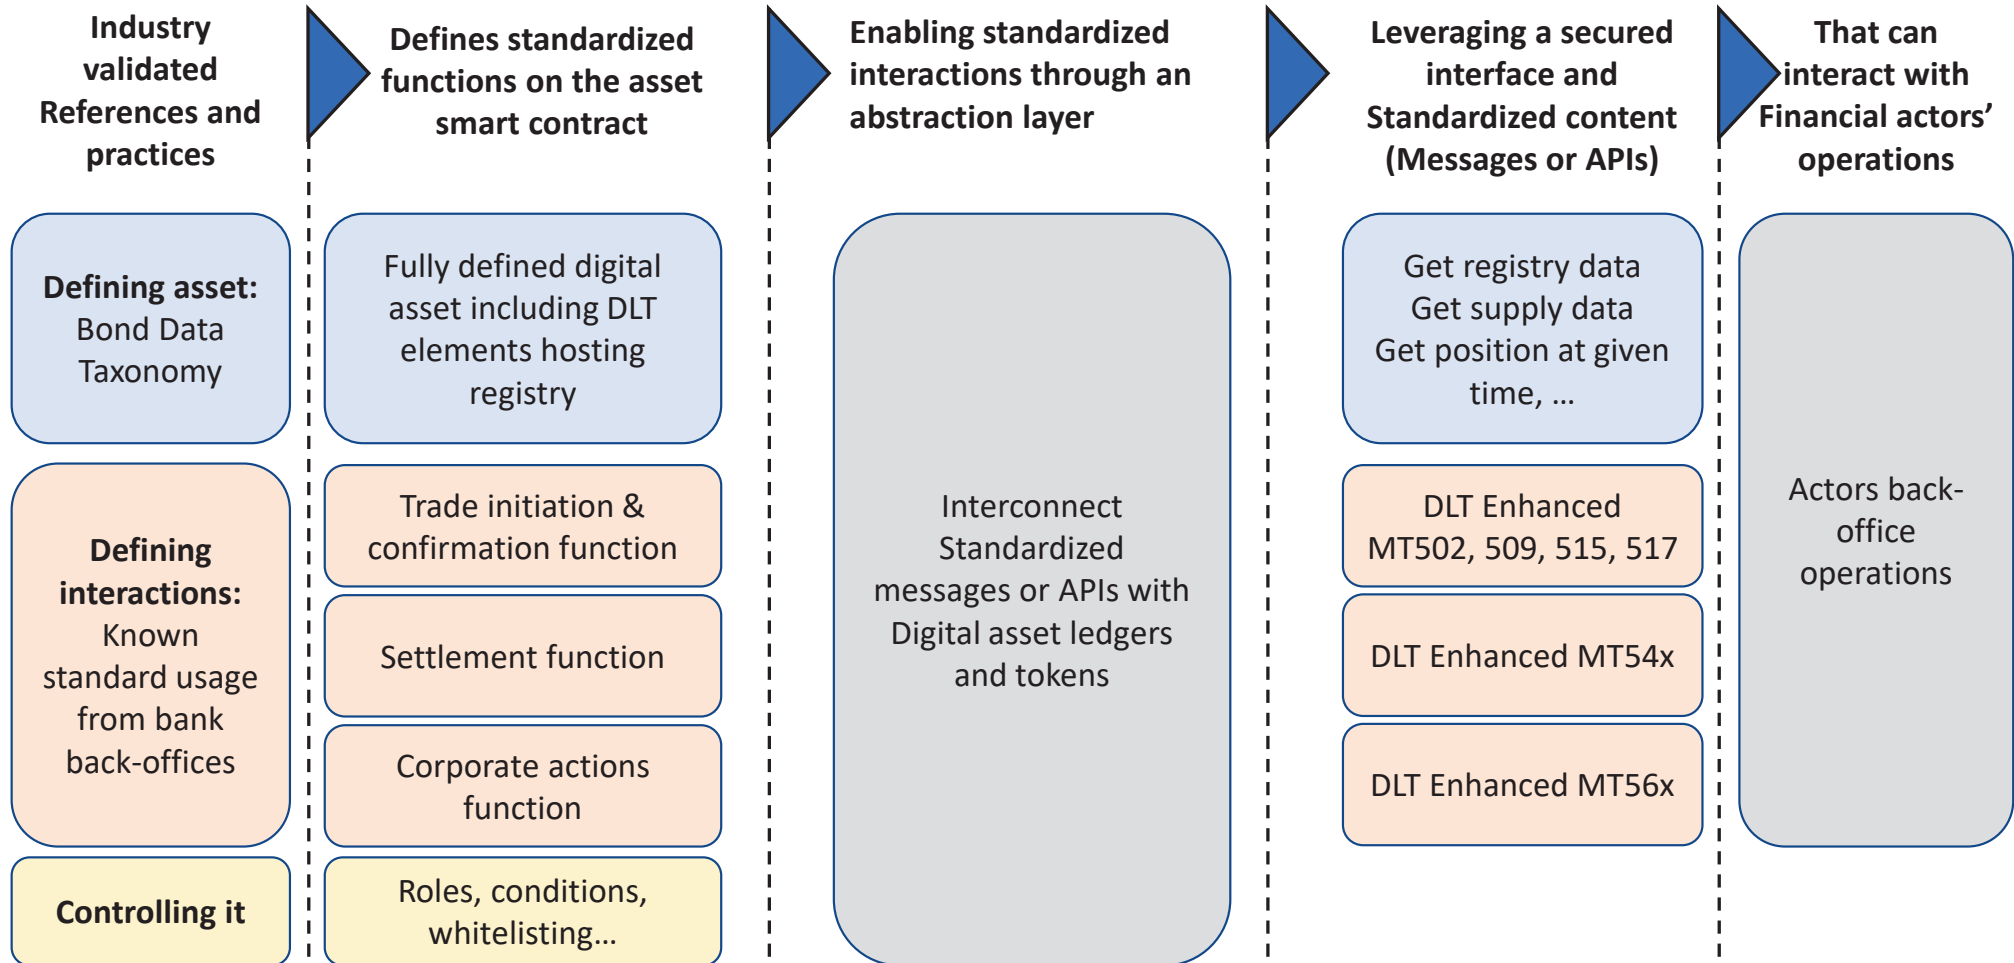 Industry
validated
References and
practices
Defines standardized
functions on the asset
smart contract
Enabling standardized
interactions through an
abstraction layer
Leveraging a secured
interface and
Standardized content
(Messages or APIs)
That can
interact with
Financial actors’
operations
Defining asset:
Bond Data
Taxonomy
Fully defined digital
asset including DLT
elements hosting
registry
Get registry data
Get supply data
Get position at given
time, …
Defining
interactions:
Known
standard usage
from bank
back-offices
Trade initiation &
confirmation function
Settlement function
Corporate actions
function
Interconnect
Standardized
messages or APIs with
Digital asset ledgers
and tokens
DLT Enhanced
MT502, 509, 515, 517
DLT Enhanced MT54x
DLT Enhanced MT56x
Actors back-
office
operations
Controlling it
Roles, conditions,
whitelisting…